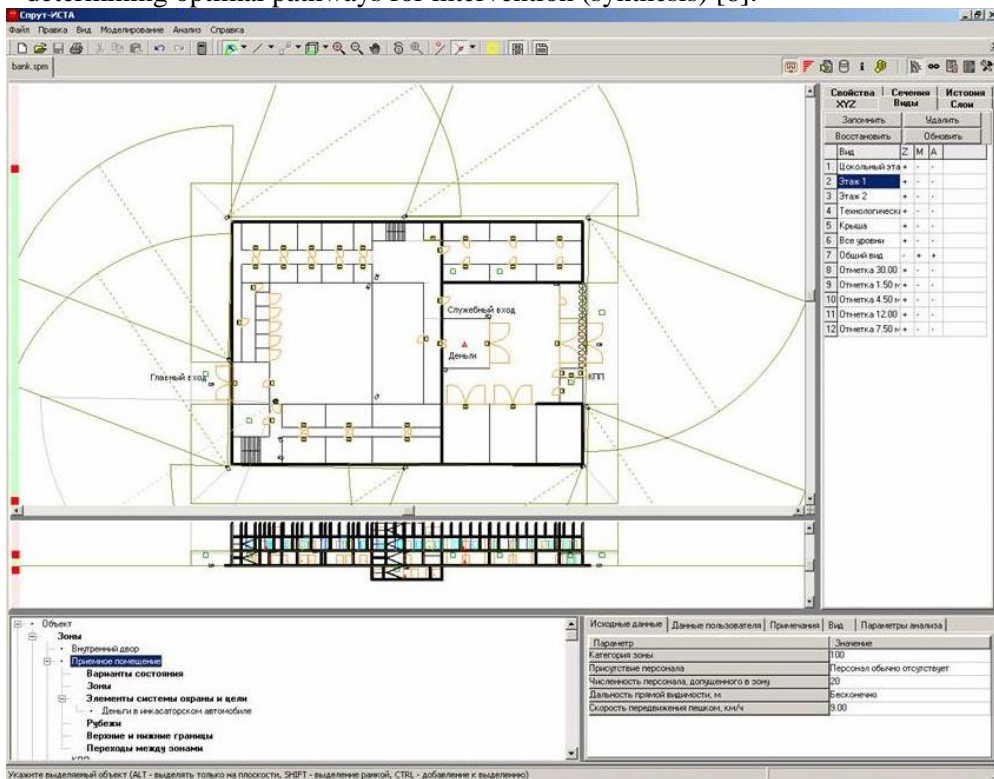 determining optimal pathways for intervention (synthesis) [8].
Спрут-ИСТА
Файл Правка Вид Моделирование Анализ Справка
bank.spm
Свойства Сечения История
XYZ Виды Слои
Запомнить Удалить
Восстановить Обновить
Вид Z M A
1 Цокольный эта + - -
2 Этаж 1 + - -
3 Этаж 2 + - -
4 Технологически + - -
5 Крыша + - -
6 Все уровни + - -
7 Общий вид - + +
8 Отметка 30.00 + - -
9 Отметка 1.50 м + - -
10 Отметка 4.50 м + - -
11 Отметка 12.00 + - -
12 Отметка 7.50 м + - -
Служебный вход
Деньги
Главный вход
КПП
Объект
Зоны
Внутренний двор
Приемное помещение
Варианты состояния
Зоны
Элементы системы охраны и цели
Деньги в инкасаторском автомобиле
Рубежи
Верхние и нижние границы
Переходы между зонами
КПП
Исходные данные Данные пользователя Примечания Вид Параметры анализа
Параметр Значение
Категория зоны 100
Присутствие персонала Персонал обычно отсутствует
Численность персонала, допущенного в зону 20
Дальность прямой видимости, м Бесконечно
Скорость передвижения пешком, км/ч 9.00
Укажите выделяемый объект (ALT - выделять только на плоскости, SHIFT - выделение рамкой, CTRL - добавление к выделению)